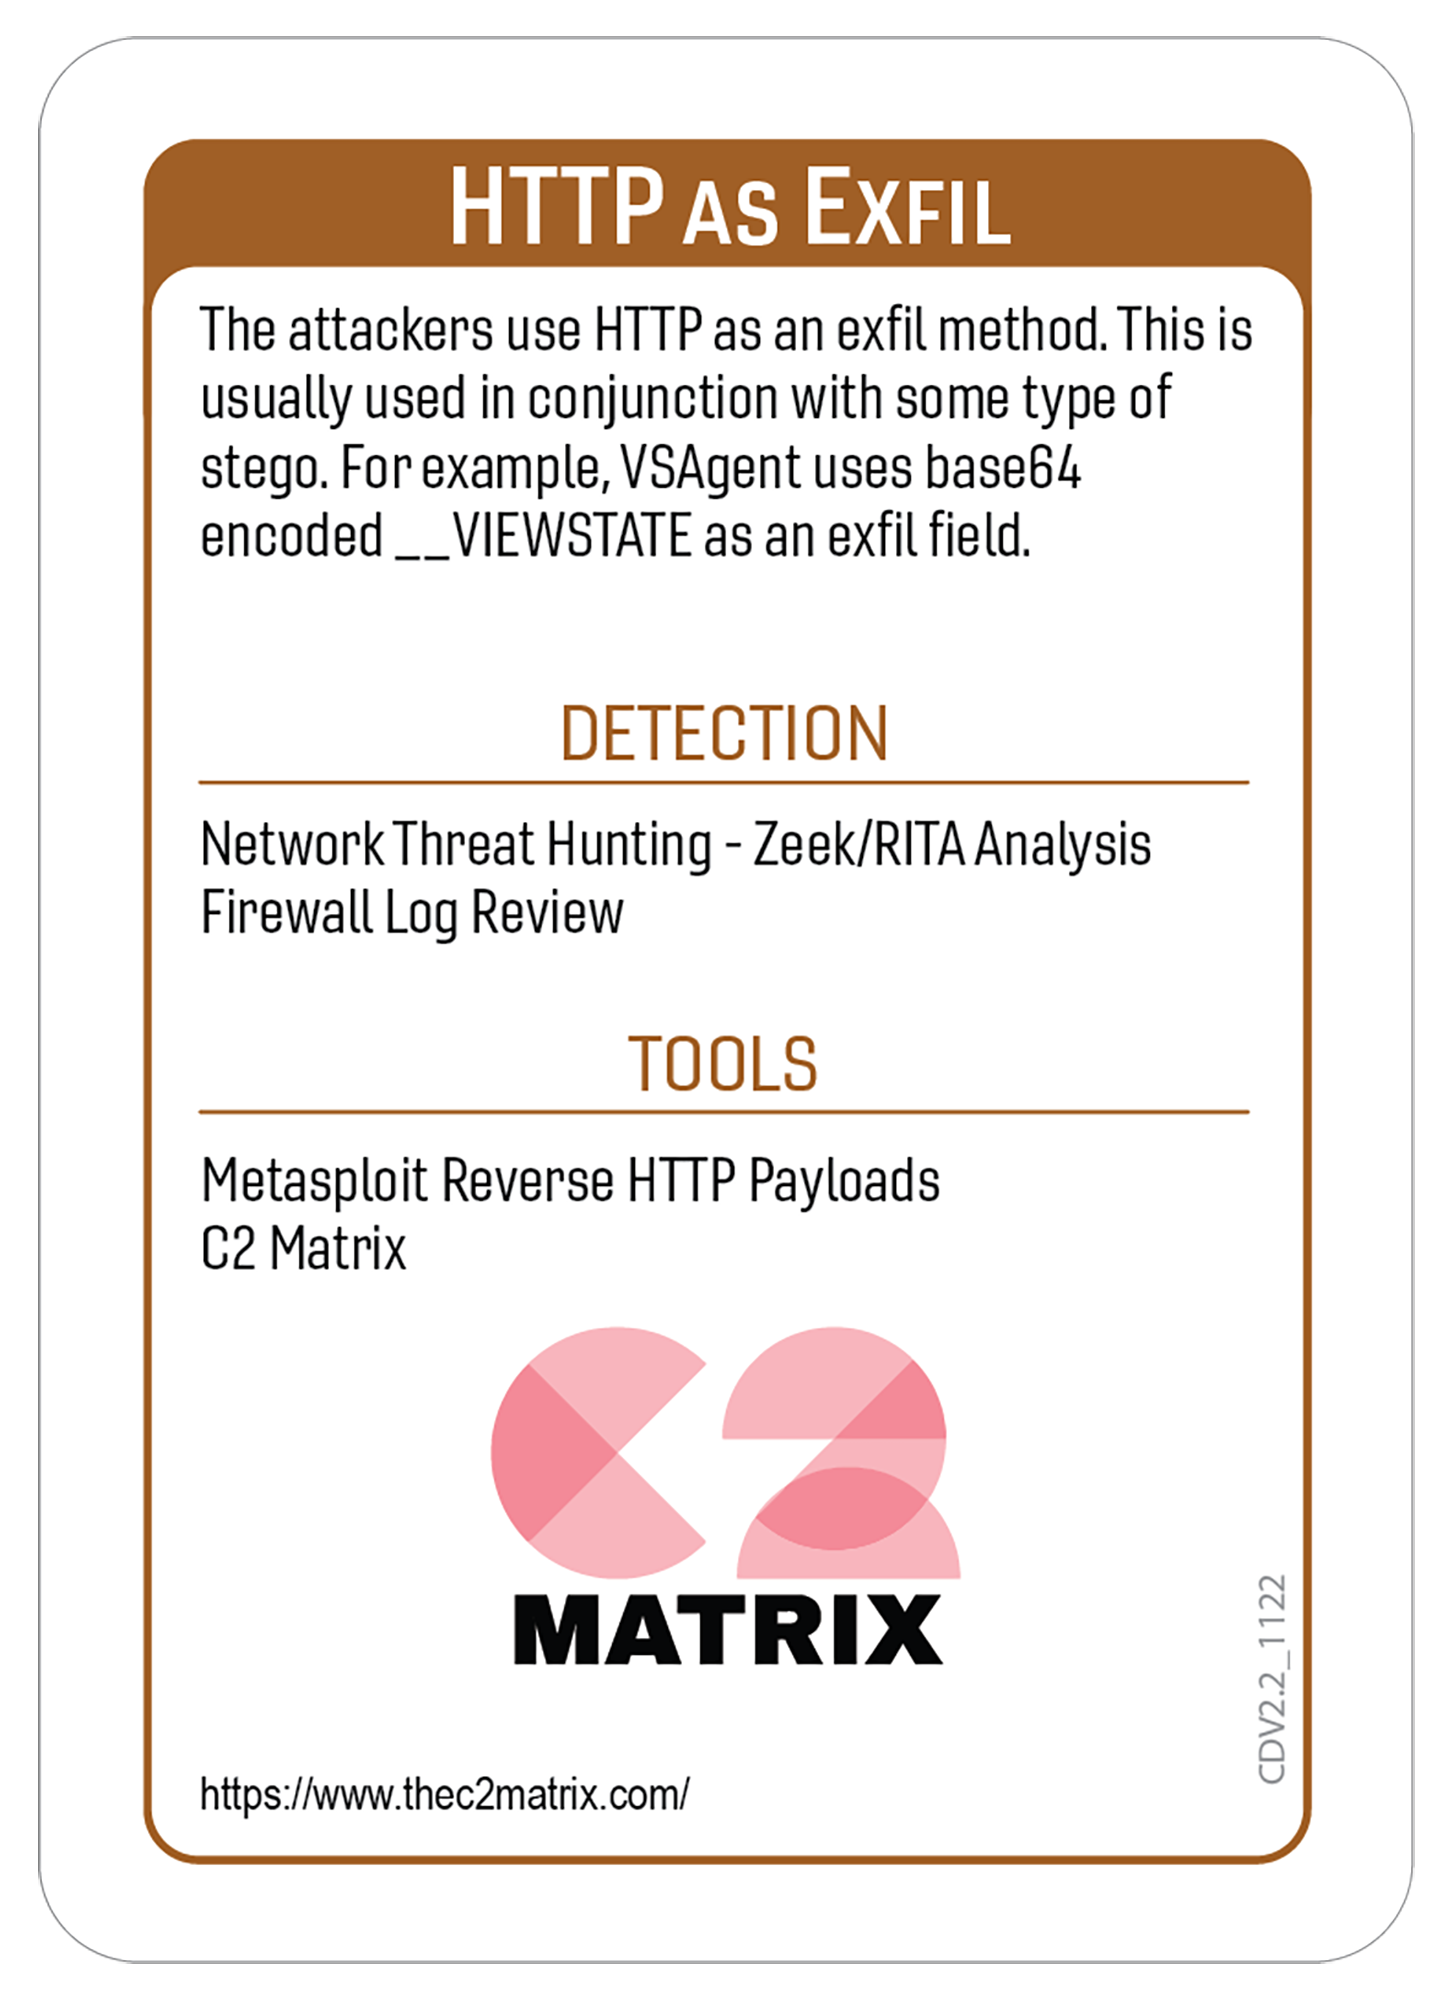 HTTP AS EXFIL
The attackers use HTTP as an exfil method. This is
usually used in conjunction with some type of
stego. For example, VSAgent uses base64
encoded __VIEWSTATE as an exfil field.
DETECTION
Network Threat Hunting - Zeek/RITA Analysis
Firewall Log Review
TOOLS
Metasploit Reverse HTTP Payloads
C2 Matrix
C2
MATRIX
https://www.thec2matrix.com/
CDV2.2_1122